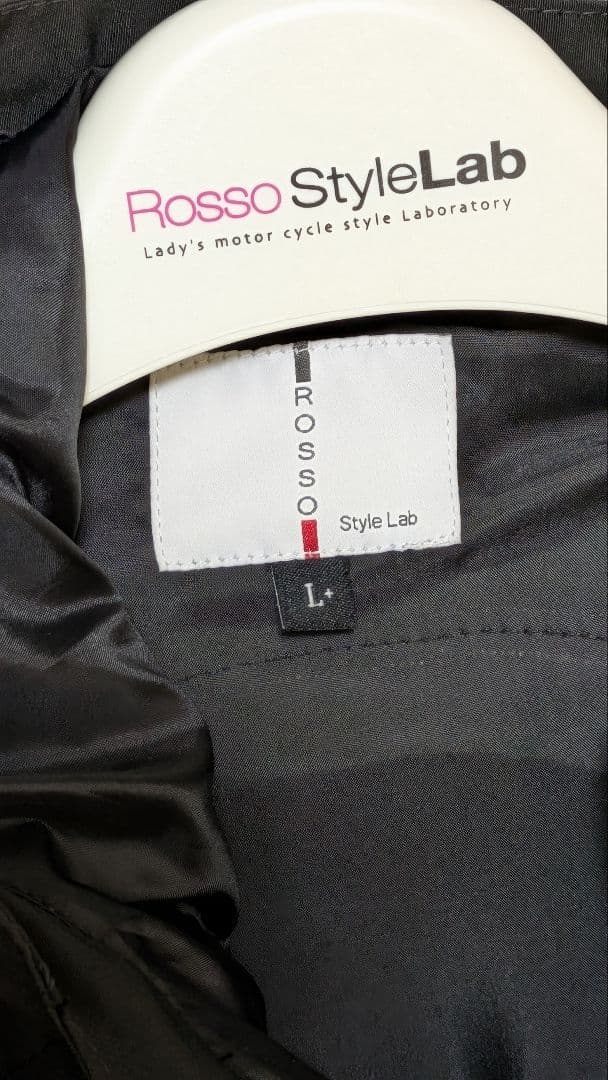 Rosso StyleLab
Lady's motor cycle style Laboratory
ROSSO
Style Lab
L+